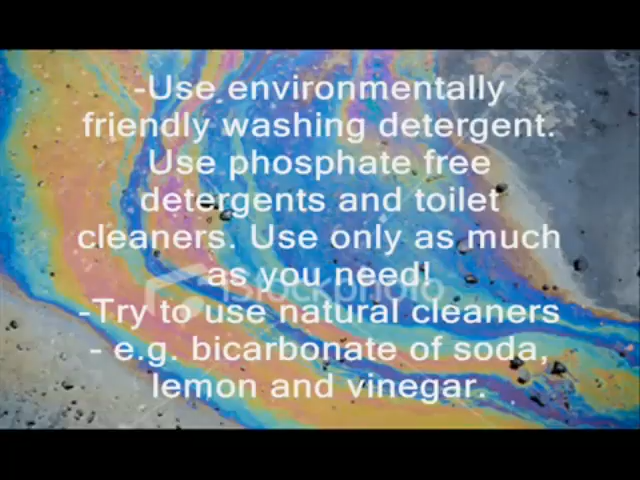 -Use environmentally
friendly washing detergent.
Use phosphate free
detergents and toilet
cleaners. Use only as much
as you need!
iStockphoto
-Try to use natural cleaners
- e.g. bicarbonate of soda,
lemon and vinegar.